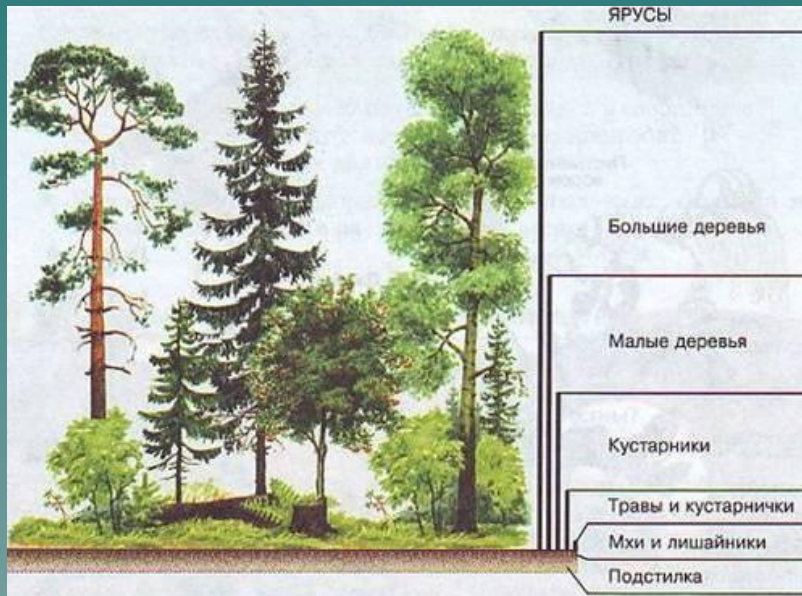 ЯРУСЫ
Большие деревья
Малые деревья
Кустарники
Травы и кустарнички
Мхи и лишайники
Подстилка